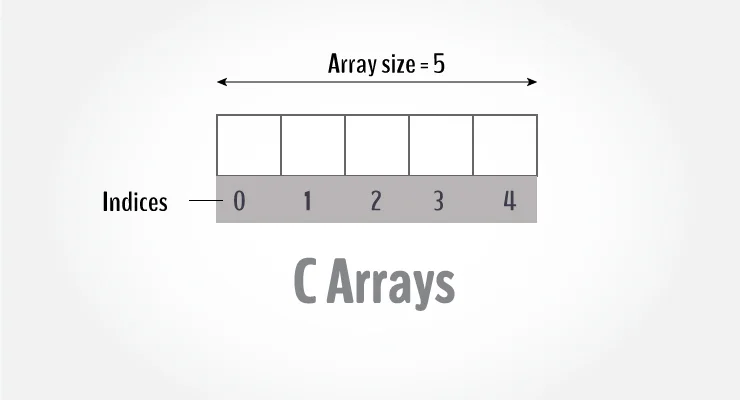 Array size = 5
Indices 0 1 2 3 4
C Arrays